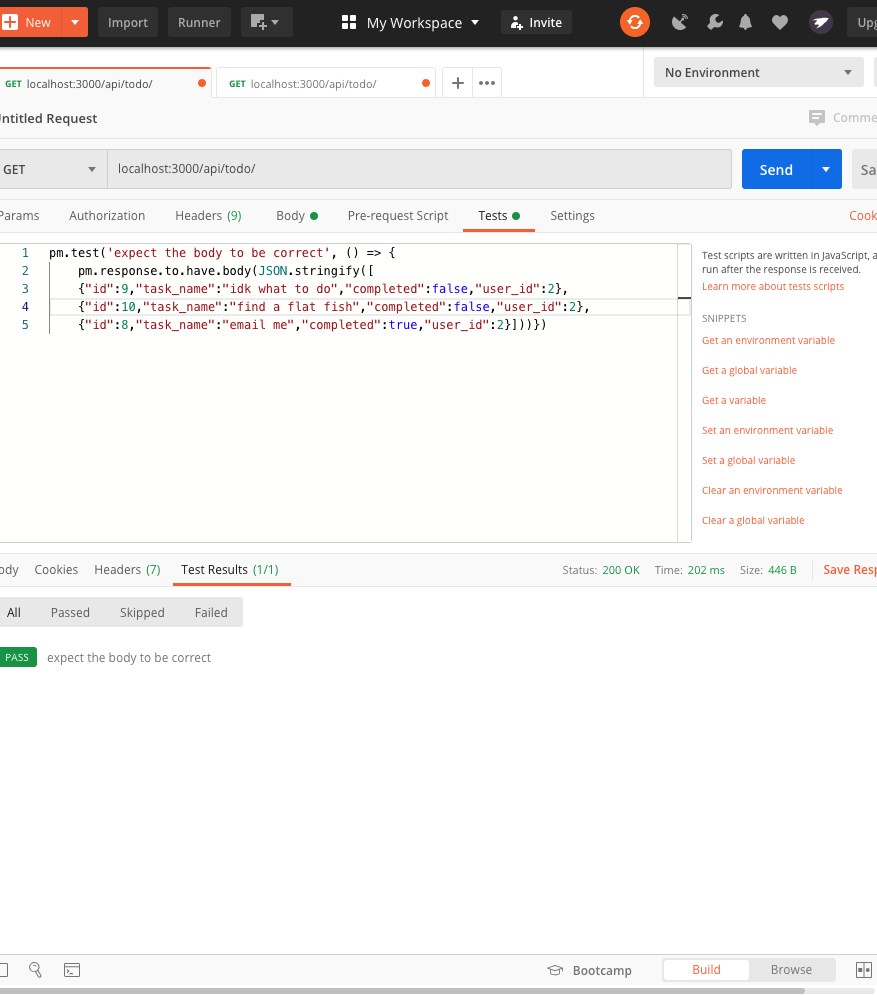 New Import Runner My Workspace Invite Upg
GET localhost:3000/api/todo/ GET localhost:3000/api/todo/ No Environment
ntitled Request Comme
GET localhost:3000/api/todo/ Send Sa
Params Authorization Headers (9) Body Pre-request Script Tests Settings Cook
1 pm.test('expect the body to be correct', () => {
2 pm.response.to.have.body(JSON.stringify([
3 {"id":9,"task_name":"idk what to do","completed":false,"user_id":2},
4 {"id":10,"task_name":"find a flat fish","completed":false,"user_id":2},
5 {"id":8,"task_name":"email me","completed":true,"user_id":2}]))})
Test scripts are written in JavaScript, a
run after the response is received.
Learn more about tests scripts
SNIPPETS
Get an environment variable
Get a global variable
Get a variable
Set an environment variable
Set a global variable
Clear an environment variable
Clear a global variable
ody Cookies Headers (7) Test Results (1/1) Status: 200 OK Time: 202 ms Size: 446 B Save Resp
All Passed Skipped Failed
PASS expect the body to be correct
Bootcamp Build Browse